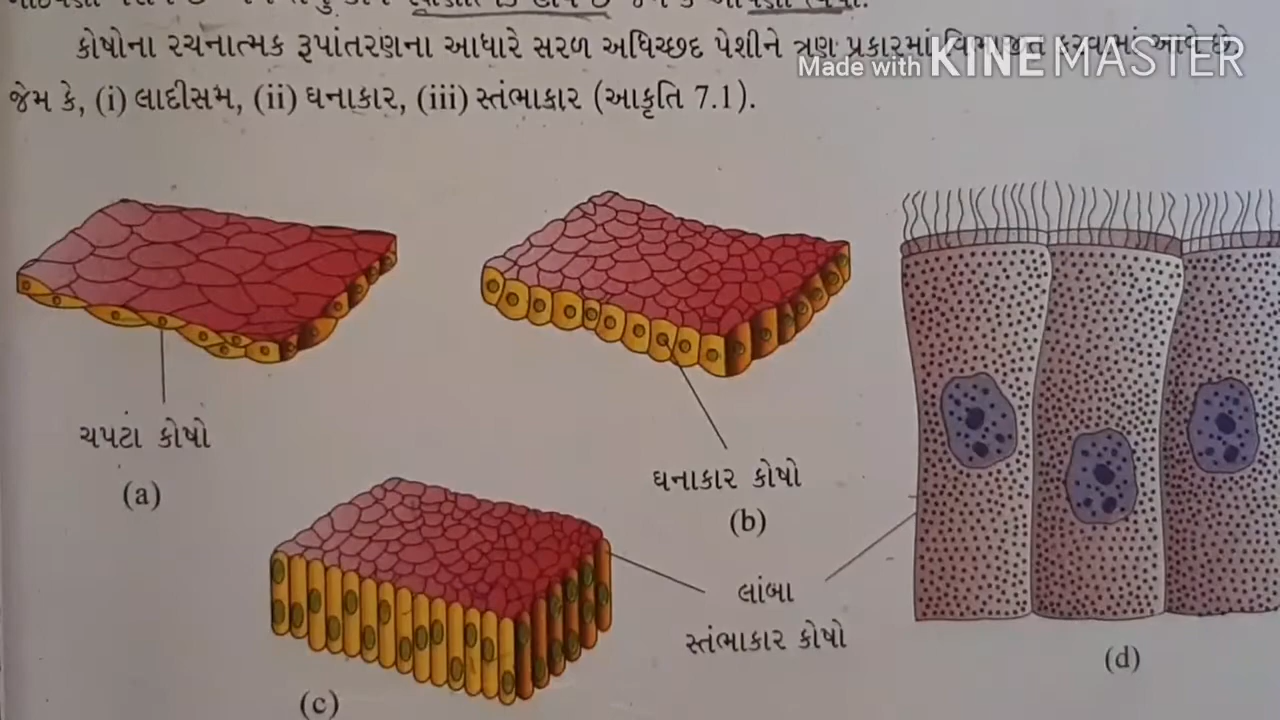 કોષોના રચનાત્મક રૂપાંતરણના આધારે સરળ અધિચ્છદ પેશીને ત્રણ પ્રકારમાં
Made with KINEMASTER
જેમ કે, (i) લાદીસમ, (ii) ઘનાકાર, (iii) સ્તંભાકાર (આકૃતિ 7.1).
ચપટા કોષો
(a)
ઘનાકાર કોષો
(b)
લાંબા
સ્તંભાકાર કોષો
(c)
(d)